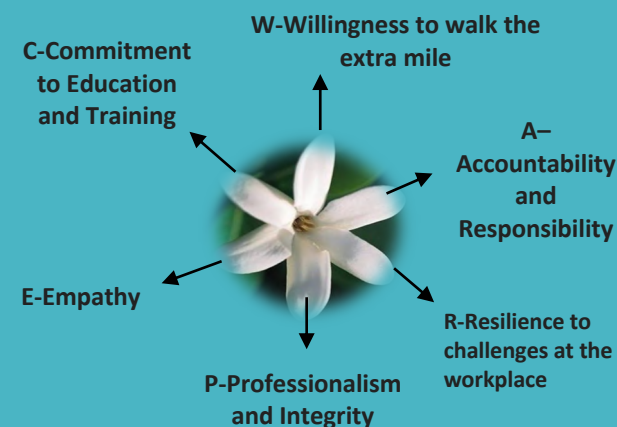 W-Willingness to walk the
extra mile
A–
Accountability
and
Responsibility
R-Resilience to
challenges at the
workplace
P-Professionalism
and Integrity
E-Empathy
C-Commitment
to Education
and Training